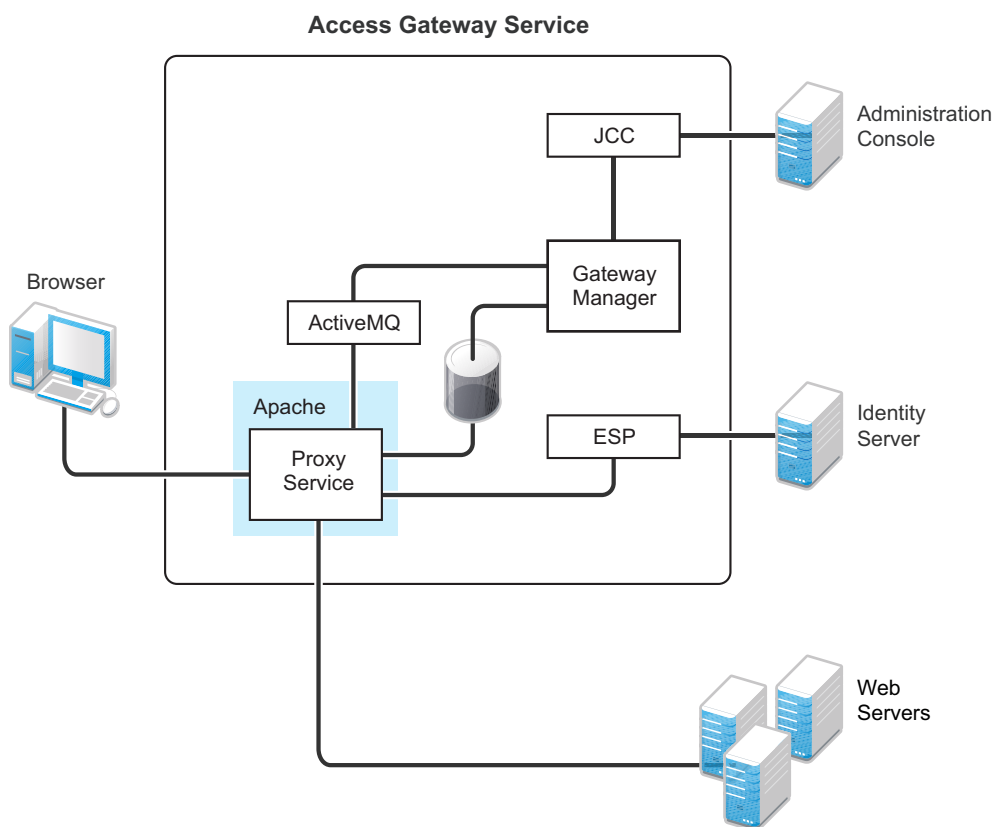 Access Gateway Service
JCC
Administration
Console
Gateway
Manager
Browser
ActiveMQ
Apache
Proxy
Service
ESP
Identity
Server
Web
Servers